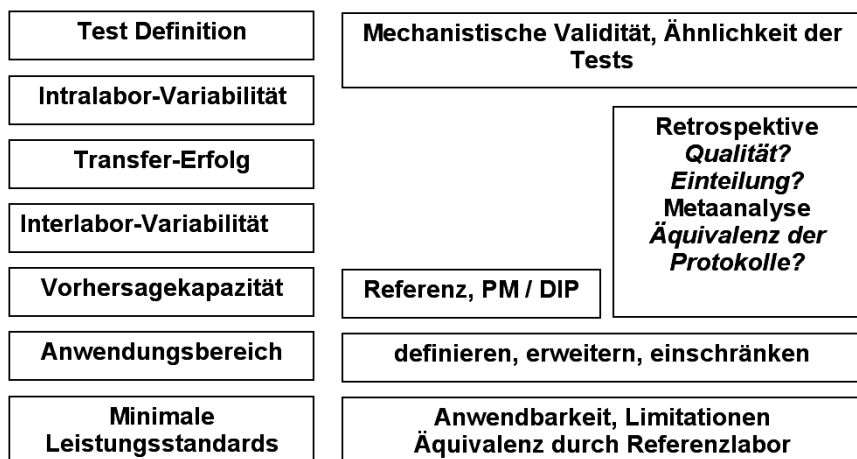 Test Definition
Mechanistische Validität, Ähnlichkeit der
Tests
Intralabor-Variabilität
Transfer-Erfolg
Interlabor-Variabilität
Retrospektive
Qualität?
Einteilung?
Metaanalyse
Äquivalenz der
Protokolle?
Vorhersagekapazität
Referenz, PM / DIP
Anwendungsbereich
definieren, erweitern, einschränken
Minimale
Leistungsstandards
Anwendbarkeit, Limitationen
Äquivalenz durch Referenzlabor